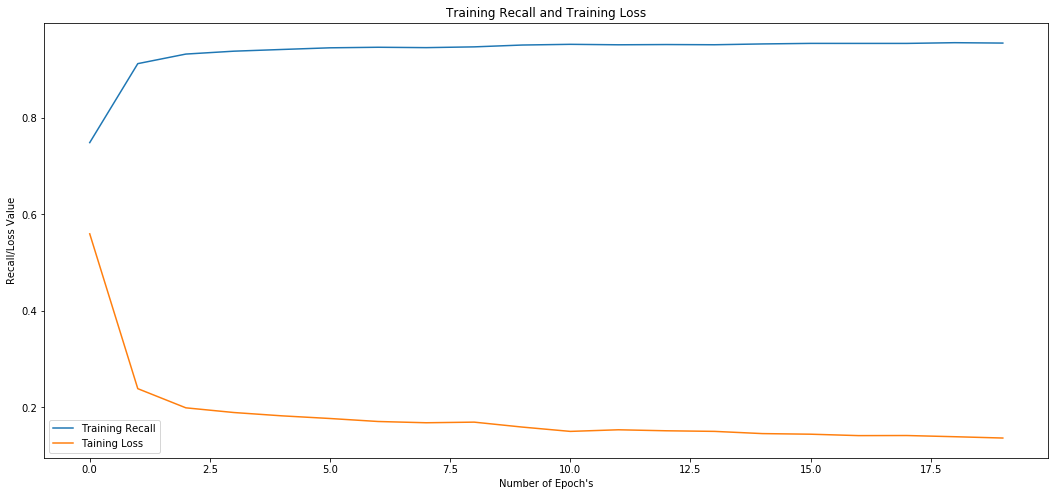 Training Recall and Training Loss
Recall/Loss Value
0.8
0.6
0.4
0.2
Training Recall
Taining Loss
0.0 2.5 5.0 7.5 10.0 12.5 15.0 17.5
Number of Epoch's